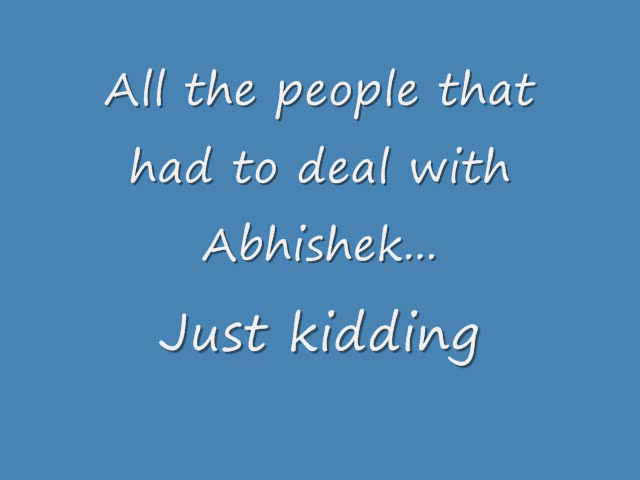 All the people that
had to deal with
Abhishek...
Just kidding